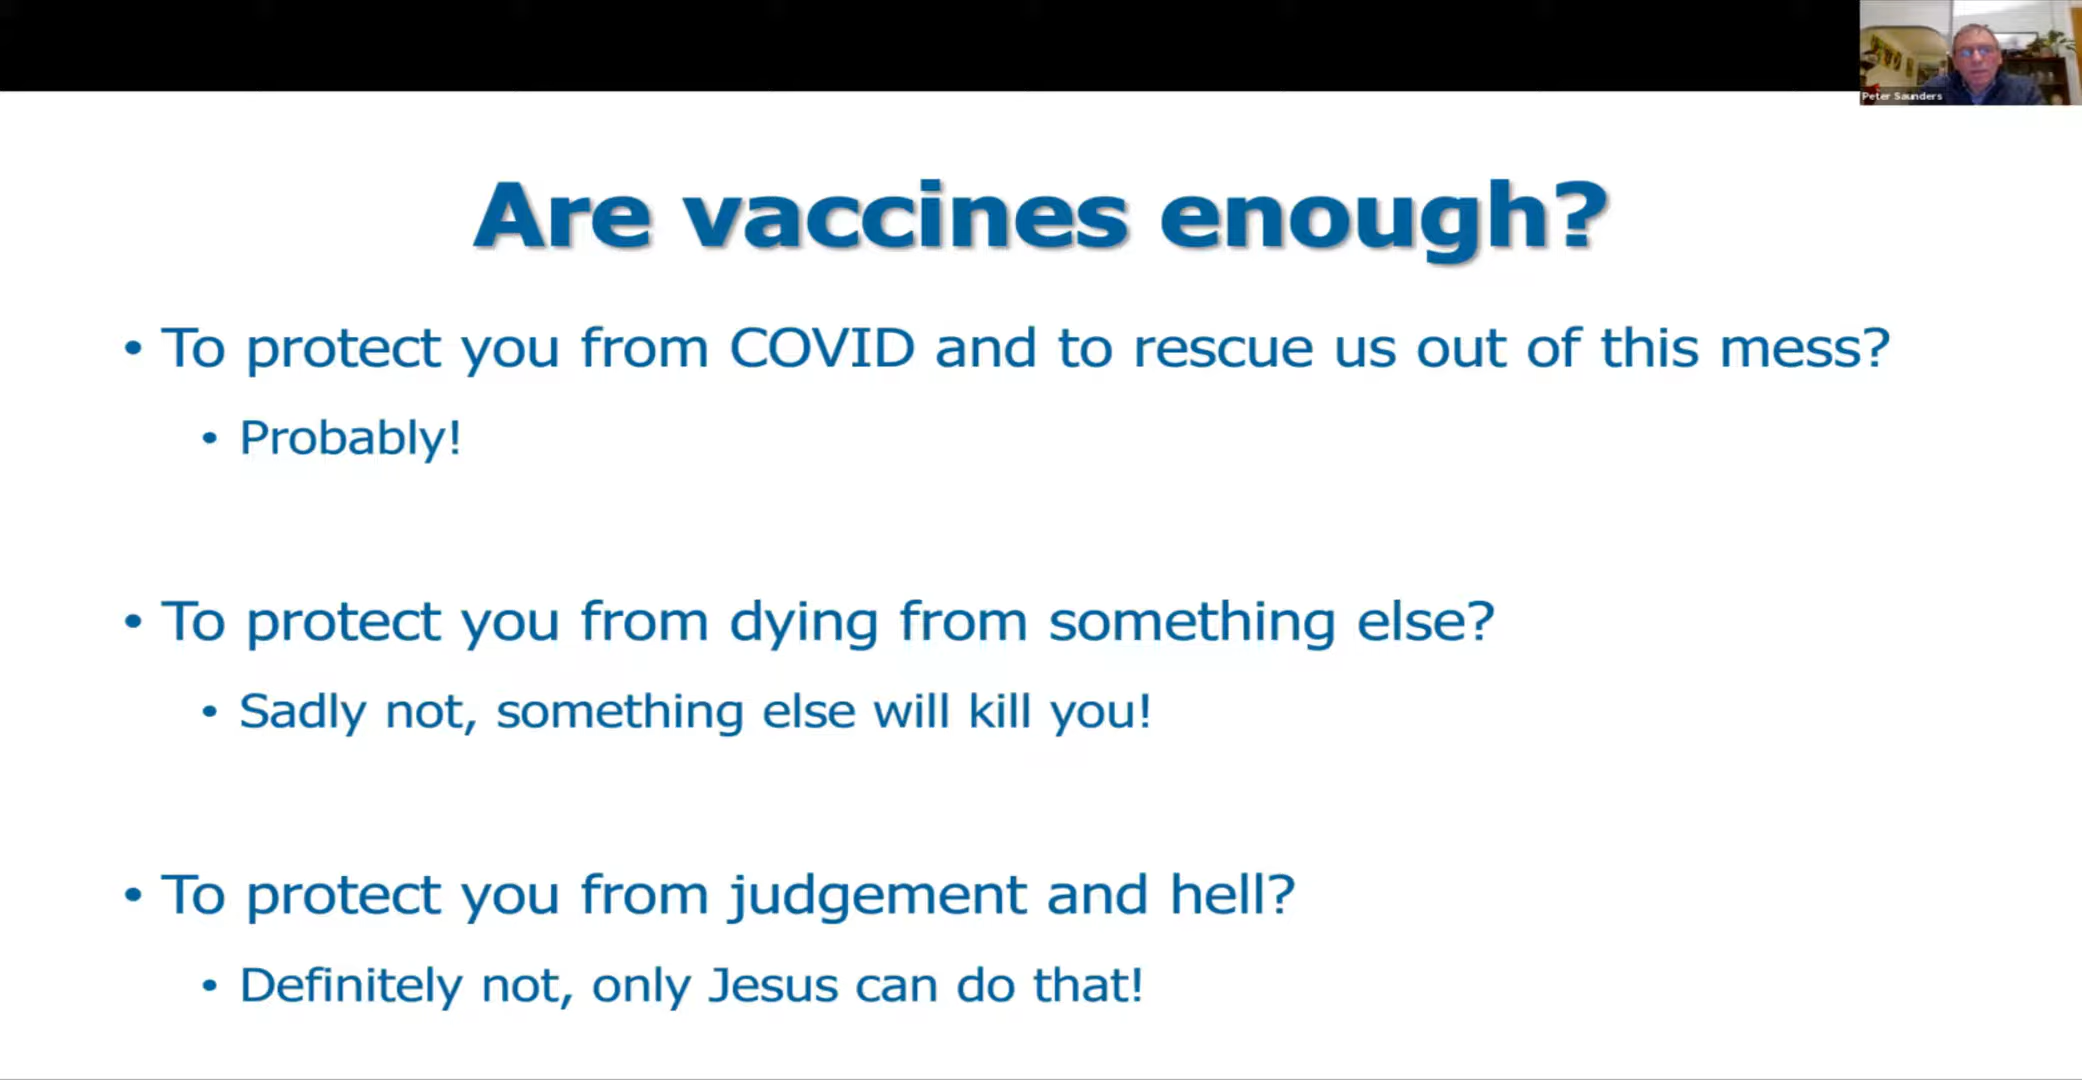 Peter Saunders
Are vaccines enough?
• To protect you from COVID and to rescue us out of this mess?
• Probably!
• To protect you from dying from something else?
• Sadly not, something else will kill you!
• To protect you from judgement and hell?
• Definitely not, only Jesus can do that!